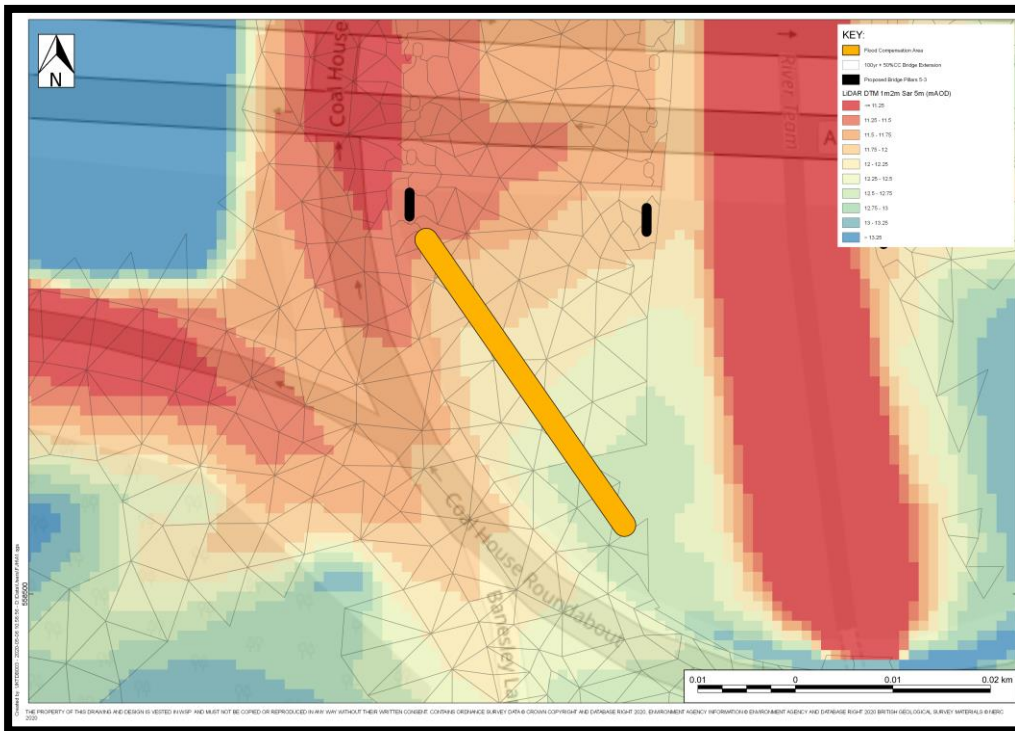 N
Coal House
River Team
A
Coal House Roundabout
Banesley La
KEY:
Flood Compensation Area
100yr + 50%CC Bridge Extension
Proposed Bridge Pillars S-3
LiDAR DTM 1m2m Sar 5m (mAOD)
<= 11.25
11.25 - 11.5
11.5 - 11.75
11.75 - 12
12 - 12.25
12.25 - 12.5
12.5 - 12.75
12.75 - 13
13 - 13.25
> 13.25
558500
0.01 0 0.01 0.02 km
THE PROPERTY OF THIS DRAWING AND DESIGN IS VESTED IN WSP AND MUST NOT BE COPIED OR REPRODUCED IN ANY WAY WITHOUT THEIR WRITTEN CONSENT. CONTAINS ORDNANCE SURVEY DATA © CROWN COPYRIGHT AND DATABASE RIGHT 2020. ENVIRONMENT AGENCY INFORMATION © ENVIRONMENT AGENCY AND DATABASE RIGHT 2020 BRITISH GEOLOGICAL SURVEY MATERIALS © NERC
2020